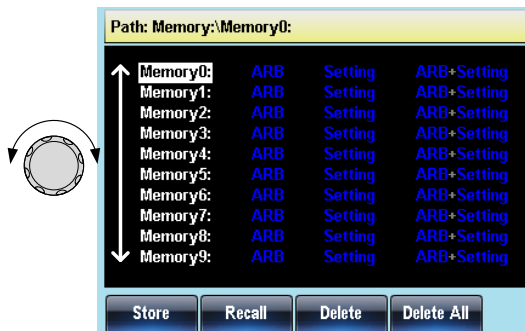 Path: Memory:\Memory0:
Memory0: ARB Setting ARB+Setting
Memory1: ARB Setting ARB+Setting
Memory2: ARB Setting ARB+Setting
Memory3: ARB Setting ARB+Setting
Memory4: ARB Setting ARB+Setting
Memory5: ARB Setting ARB+Setting
Memory6: ARB Setting ARB+Setting
Memory7: ARB Setting ARB+Setting
Memory8: ARB Setting ARB+Setting
Memory9: ARB Setting ARB+Setting
Store Recall Delete Delete All